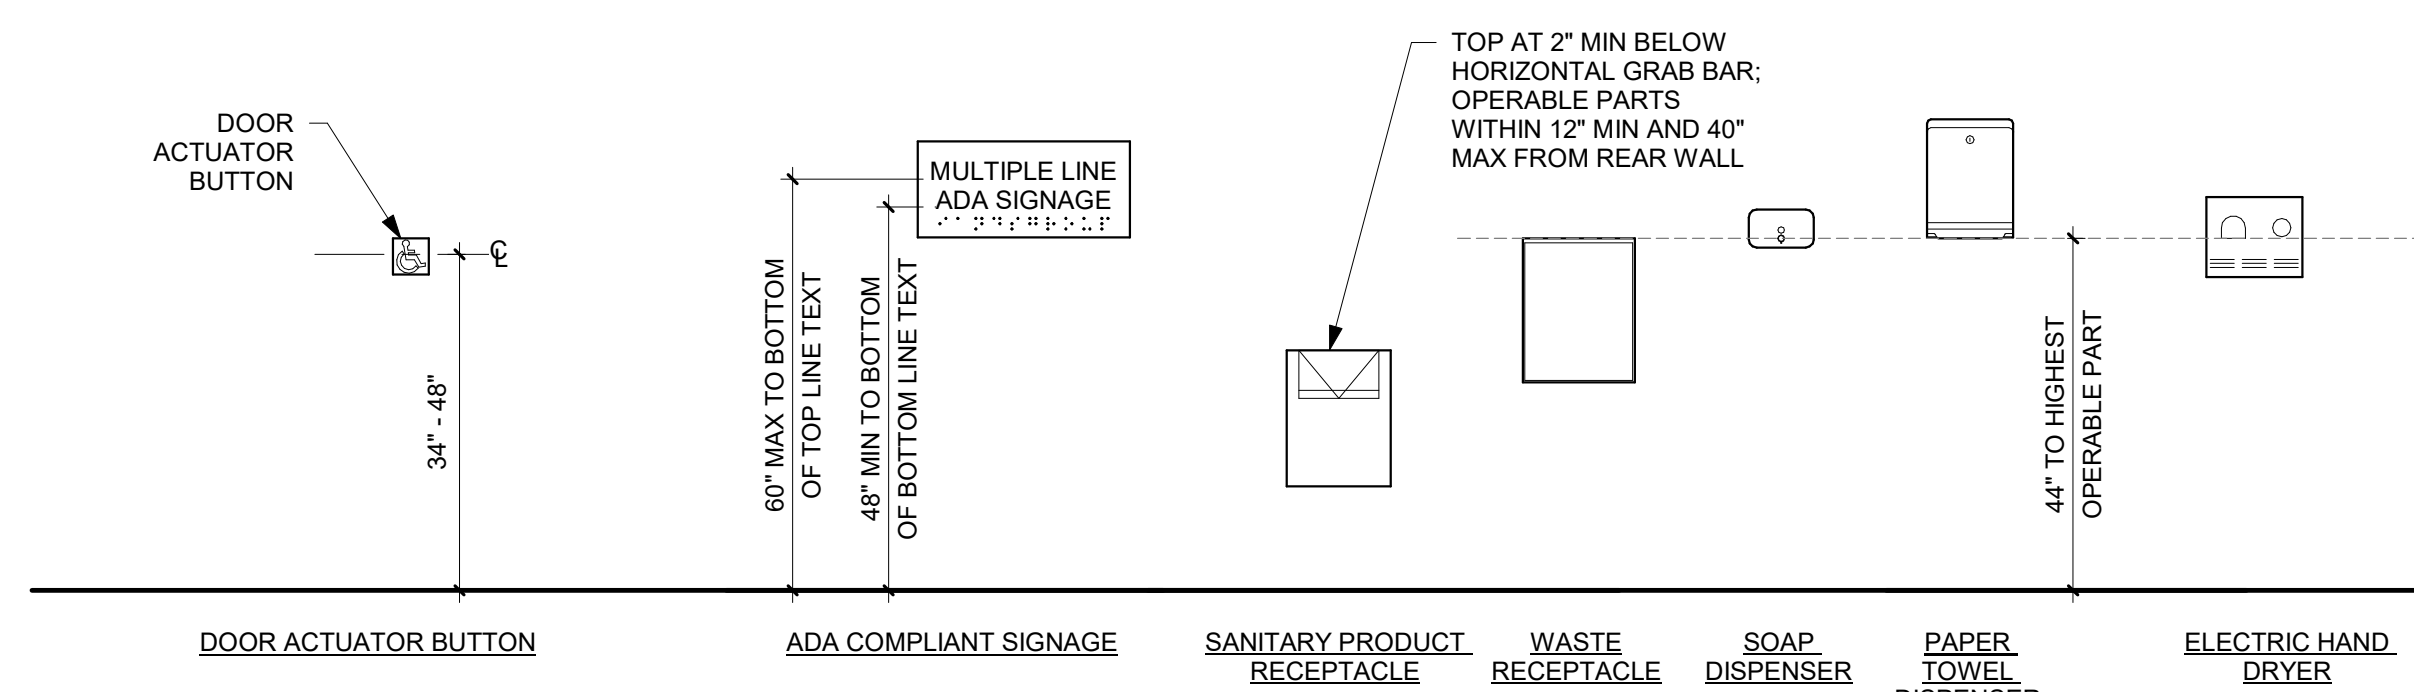 DOOR
ACTUATOR
BUTTON
℄
34" - 48"
60" MAX TO BOTTOM
OF TOP LINE TEXT
48" MIN TO BOTTOM
OF BOTTOM LINE TEXT
MULTIPLE LINE
ADA SIGNAGE
TOP AT 2" MIN BELOW
HORIZONTAL GRAB BAR;
OPERABLE PARTS
WITHIN 12" MIN AND 40"
MAX FROM REAR WALL
44" TO HIGHEST
OPERABLE PART
DOOR ACTUATOR BUTTON
ADA COMPLIANT SIGNAGE
SANITARY PRODUCT
RECEPTACLE
WASTE
RECEPTACLE
SOAP
DISPENSER
PAPER
TOWEL
DISPENSER
ELECTRIC HAND
DRYER